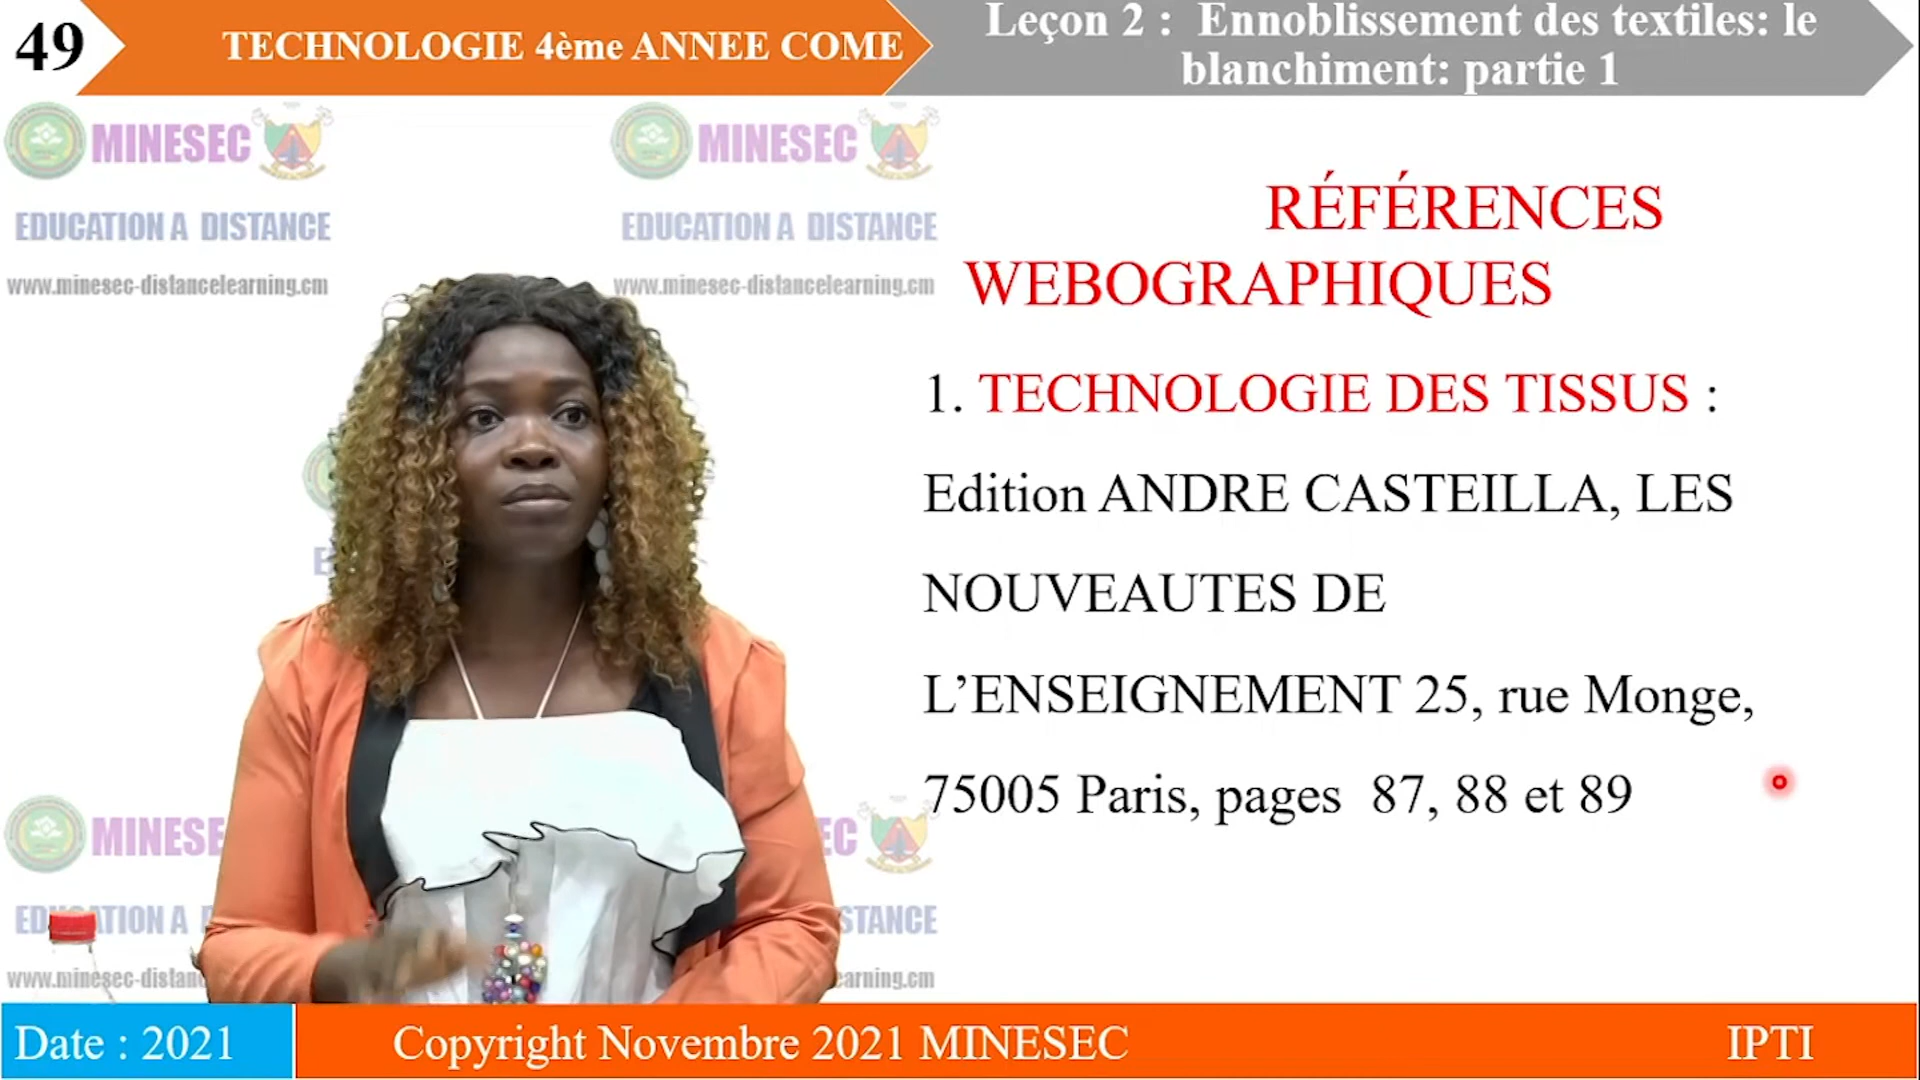 49
TECHNOLOGIE 4ème ANNEE COME
Leçon 2 : Ennoblissement des textiles: le
blanchiment: partie 1
MINESEC
EDUCATION A DISTANCE
www.minesec-distancelearning.cm
MINESEC
EDUCATION A DISTANCE
www.minesec-distancelearning.cm
RÉFÉRENCES
WEBOGRAPHIQUES
1. TECHNOLOGIE DES TISSUS :
Edition ANDRE CASTEILLA, LES
NOUVEAUTES DE
L’ENSEIGNEMENT 25, rue Monge,
75005 Paris, pages 87, 88 et 89
Date : 2021
Copyright Novembre 2021 MINESEC
IPTI